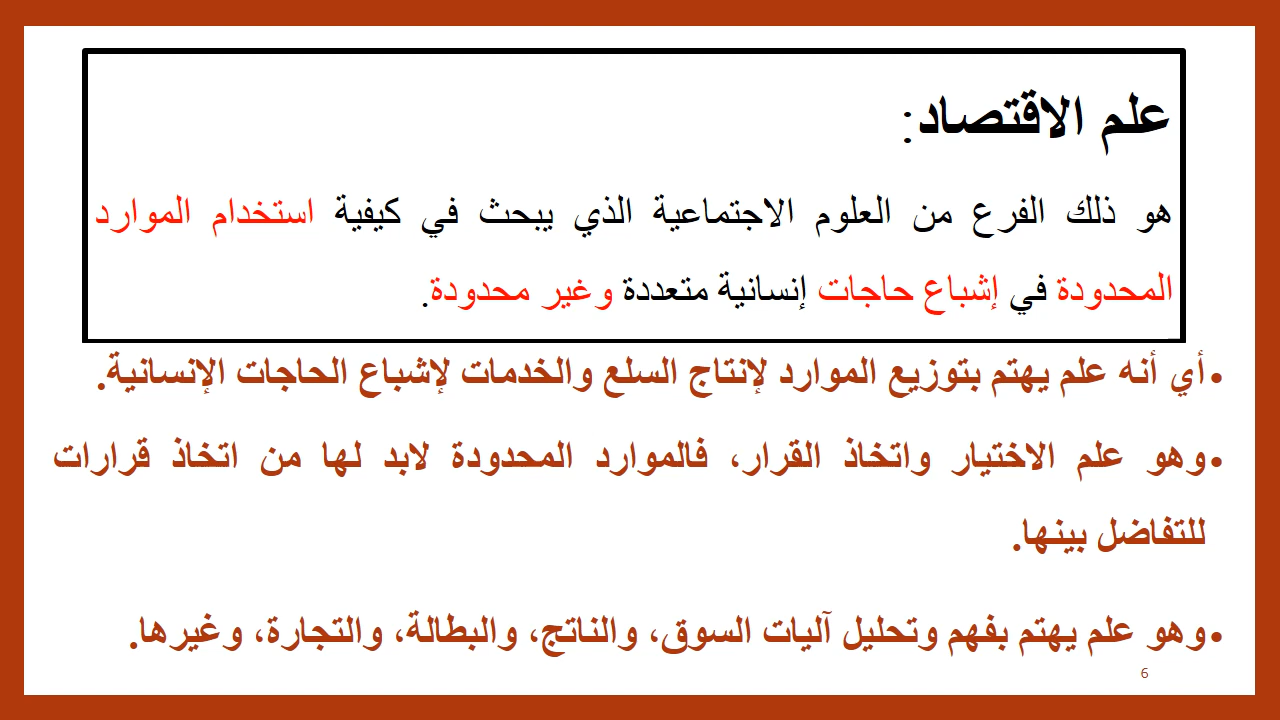 علم الاقتصاد:
هو ذلك الفرع من العلوم الاجتماعية الذي يبحث في كيفية استخدام الموارد
المحدودة في إشباع حاجات إنسانية متعددة وغير محدودة.
•أي أنه علم يهتم بتوزيع الموارد لإنتاج السلع والخدمات لإشباع الحاجات الإنسانية.
•وهو علم الاختيار واتخاذ القرار، فالموارد المحدودة لابد لها من اتخاذ قرارات
للتفاضل بينها.
•وهو علم يهتم بفهم وتحليل آليات السوق، والناتج، والبطالة، والتجارة، وغيرها.
6